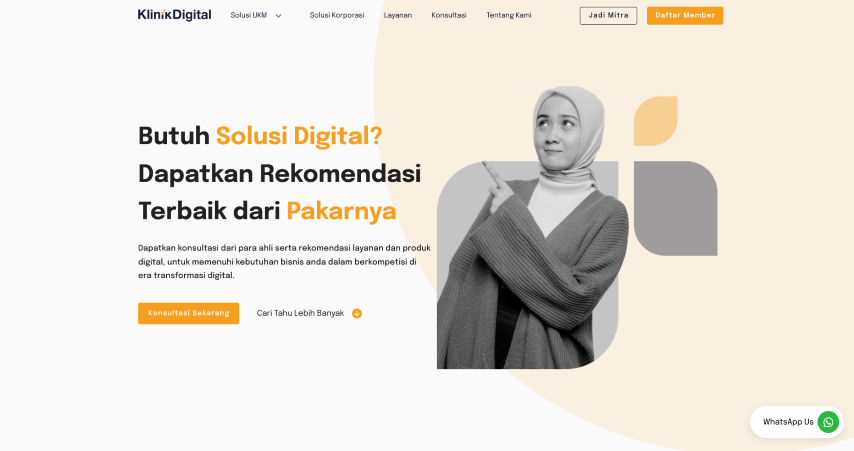 KlinikDigital
Solusi UKM
Solusi Korporasi
Layanan
Konsultasi
Tentang Kami
Jadi Mitra
Daftar Member
Butuh Solusi Digital?
Dapatkan Rekomendasi
Terbaik dari Pakarnya
Dapatkan konsultasi dari para ahli serta rekomendasi layanan dan produk
digital, untuk memenuhi kebutuhan bisnis anda dalam berkompetisi di
era transformasi digital.
Konsultasi Sekarang
Cari Tahu Lebih Banyak
WhatsApp Us